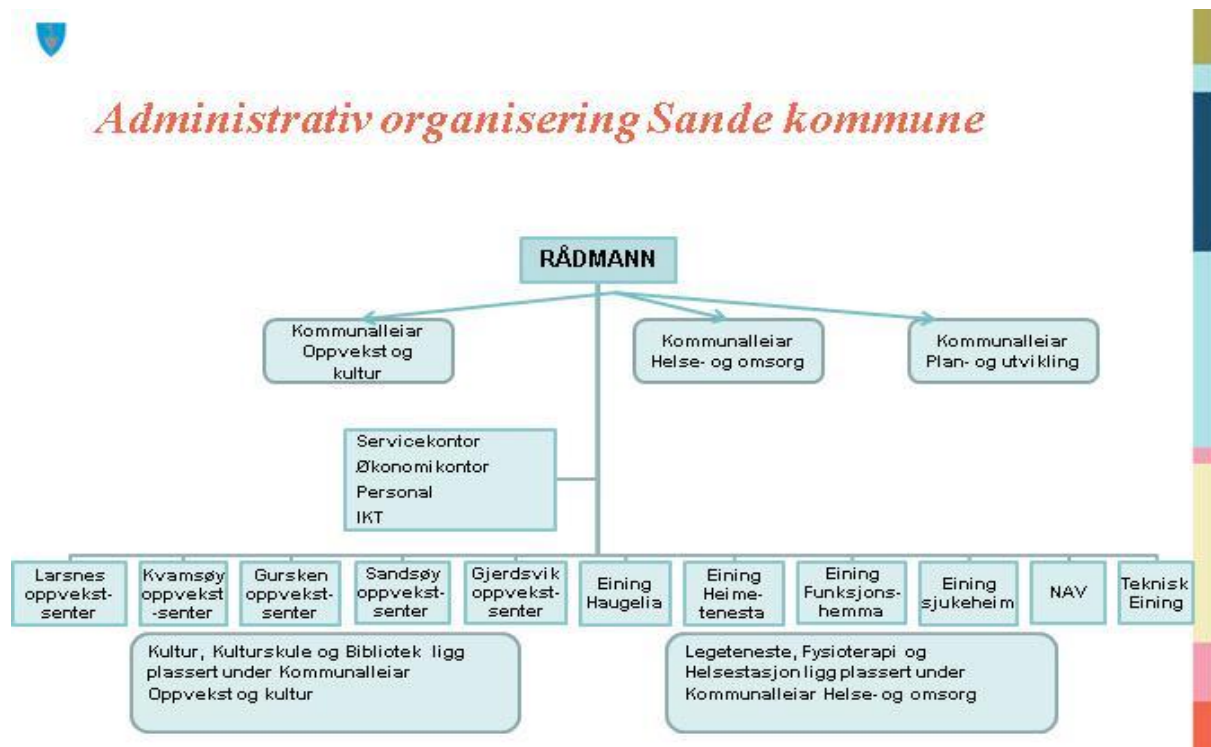 Administrativ organisering Sande kommune
RÅDMANN
Kommunalleiar
Oppvekst og
kultur
Kommunalleiar
Helse- og omsorg
Kommunalleiar
Plan- og utvikling
Servicekontor
Økonomikontor
Personal
IKT
Larsnes
oppvekst-
senter
Kvamsøy
oppvekst
-senter
Gursken
oppvekst-
senter
Sandsøy
oppvekst-
senter
Gjerdsvik
oppvekst-
senter
Eining
Haugelia
Eining
Heime-
tenesta
Eining
Funksjons-
hemma
Eining
sjukeheim
NAV
Teknisk
Eining
Kultur, Kulturskule og Bibliotek ligg
plassert under Kommunalleiar
Oppvekst og kultur
Legeteneste, Fysioterapi og
Helsestasjon ligg plassert under
Kommunalleiar Helse- og omsorg